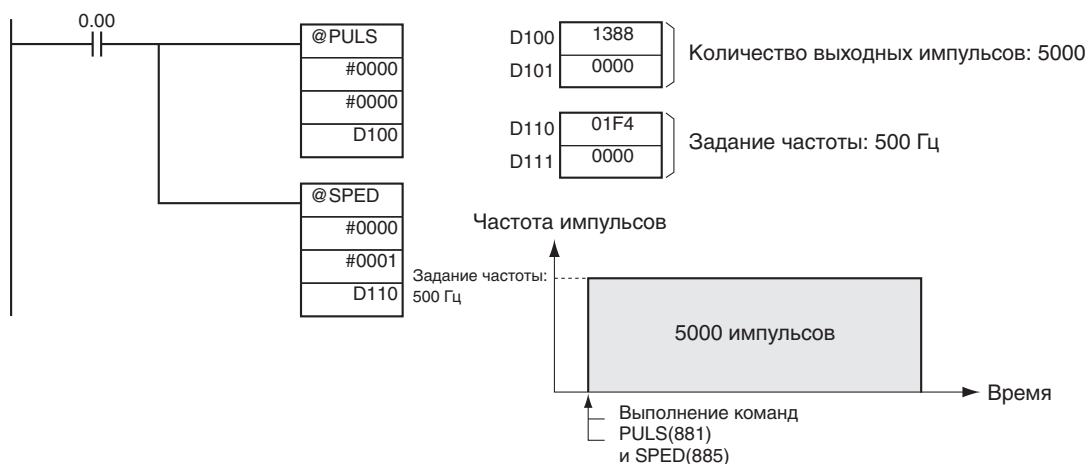 0.00
@PULS
#0000
#0000
D100
D100 1388
D101 0000
Количество выходных импульсов: 5000
D110 01F4
D111 0000
Задание частоты: 500 Гц
@SPED
#0000
#0001
D110
Частота импульсов
Задание частоты:
500 Гц
5000 импульсов
Время
Выполнение команд
PULS(881)
и SPED(885)